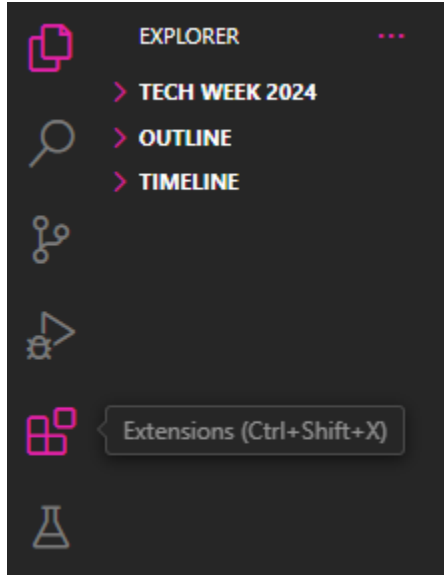 EXPLORER ···
TECH WEEK 2024
OUTLINE
TIMELINE
Extensions (Ctrl+Shift+X)